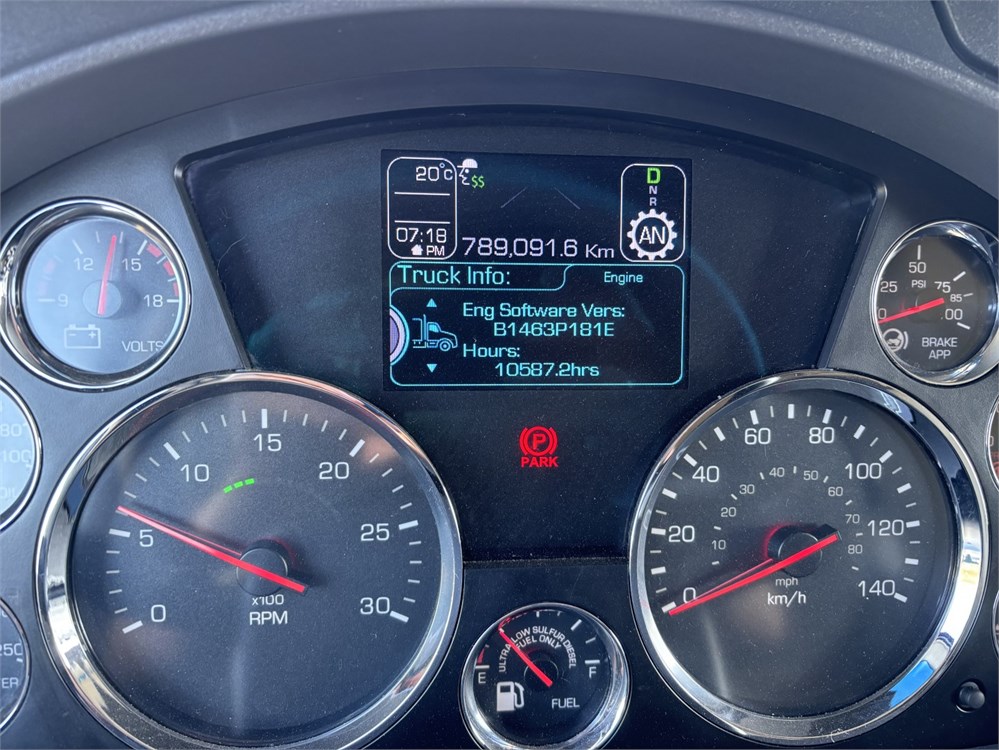 20°C
$$
D
N
R
AN
07:18
PM
789,091.6 Km
Truck Info:
Engine
Eng Software Vers:
B1463P181E
Hours:
10587.2hrs
PARK
9
12
15
18
VOLTS
0
5
10
15
20
25
30
x100
RPM
0
20
40
60
80
100
120
140
10
20
30
40
50
60
70
80
mph
km/h
0
25
50
75
85
PSI
BRAKE
APP
ULTRA LOW SULFUR DIESEL
FUEL ONLY
E
F
FUEL